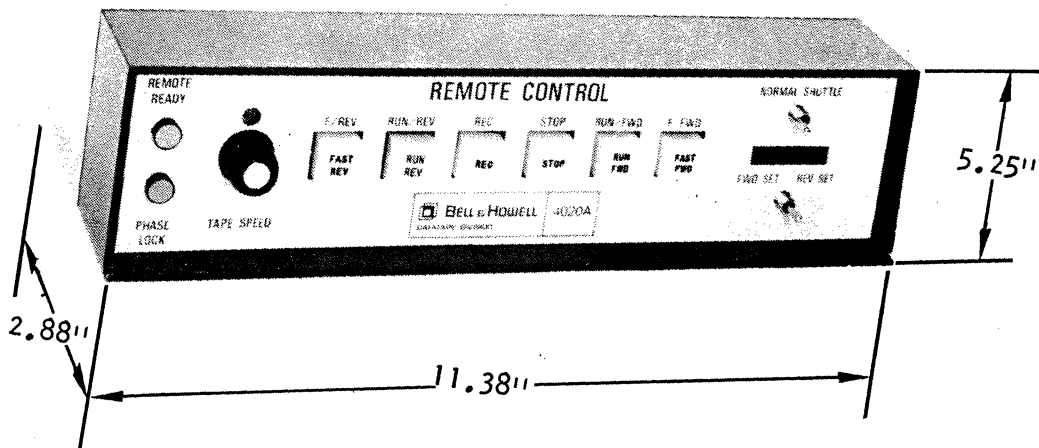 REMOTE
READY
REMOTE CONTROL
NORMAL SHUTTLE
F/REV RUN/REV REC STOP RUN/FWD F FWD
FAST
REV
RUN
REV
REC
STOP
RUN
FWD
FAST
FWD
FWD SET REV SET
PHASE
LOCK
TAPE SPEED
BELL & HOWELL 4020A
DATATAPE DIVISION
5.25"
2.88"
11.38"